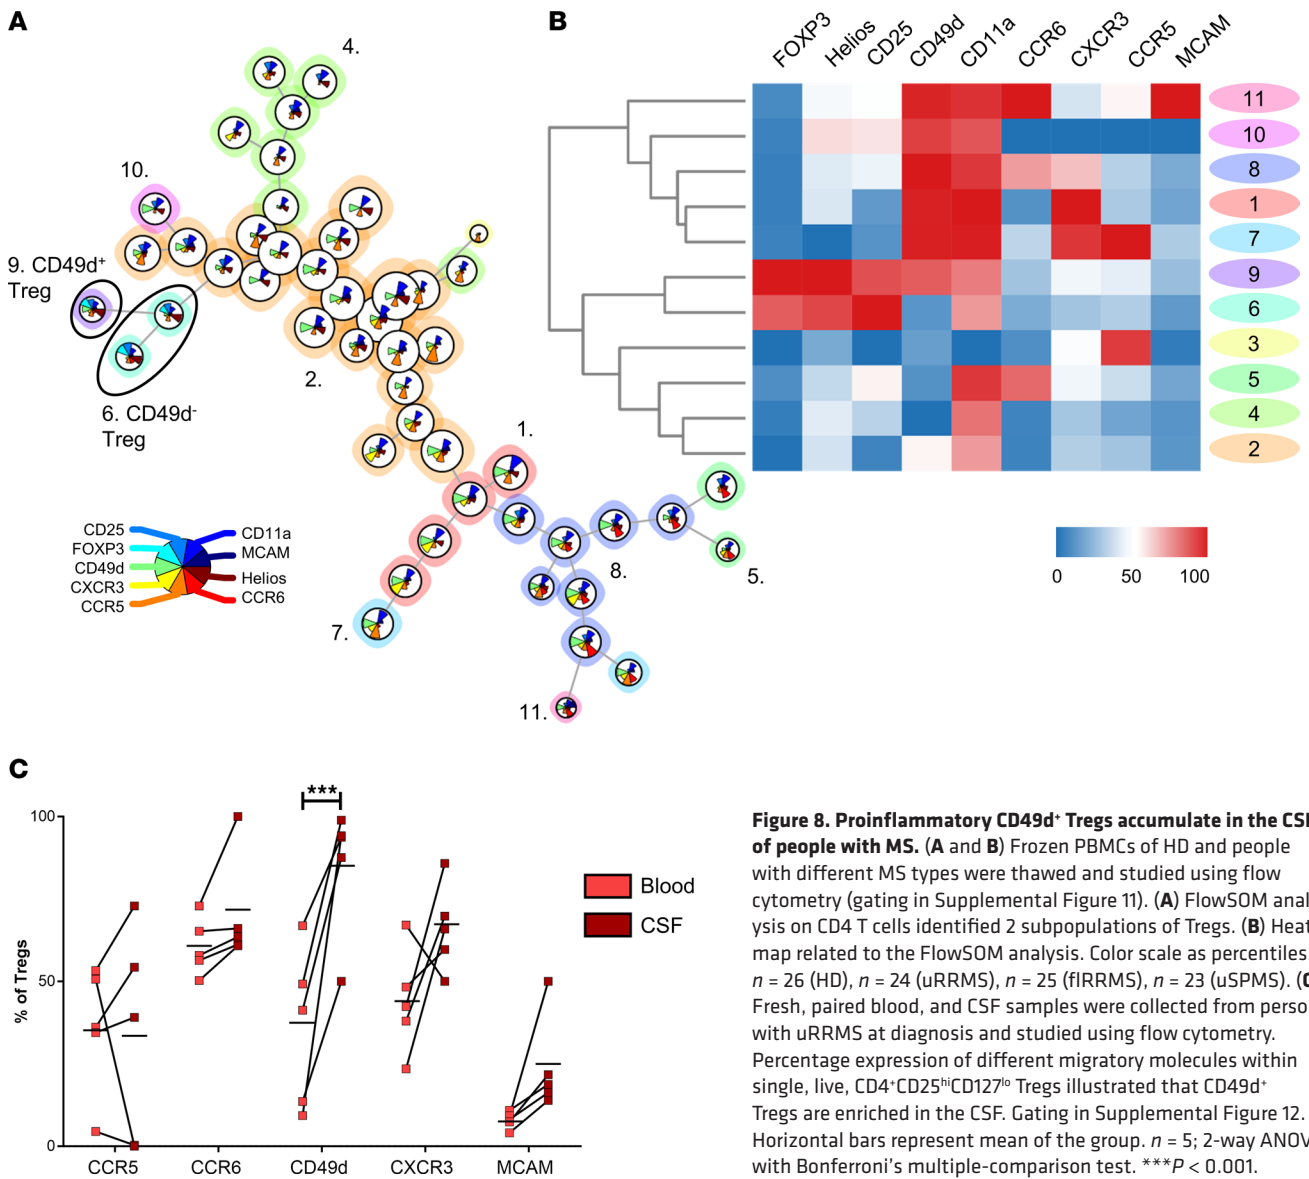 A
B
4.
10.
9. CD49d⁺
Treg
6. CD49d⁻
Treg
2.
1.
8.
5.
7.
11.
CD25
FOXP3
CD49d
CXCR3
CCR5
CD11a
MCAM
Helios
CCR6
FOXP3
Helios
CD25
CD49d
CD11a
CCR6
CXCR3
CCR5
MCAM
11
10
8
1
7
9
6
3
5
4
2
0 50 100
C
% of Tregs
100
50
0
***
CCR5 CCR6 CD49d CXCR3 MCAM
Blood
CSF
Figure 8. Proinflammatory CD49d⁺ Tregs accumulate in the CSF
of people with MS. (A and B) Frozen PBMCs of HD and people
with different MS types were thawed and studied using flow
cytometry (gating in Supplemental Figure 11). (A) FlowSOM anal
ysis on CD4 T cells identified 2 subpopulations of Tregs. (B) Heat
map related to the FlowSOM analysis. Color scale as percentiles
n = 26 (HD), n = 24 (uRRMS), n = 25 (flRRMS), n = 23 (uSPMS). (
Fresh, paired blood, and CSF samples were collected from perso
with uRRMS at diagnosis and studied using flow cytometry.
Percentage expression of different migratory molecules within
single, live, CD4⁺CD25ʰⁱCD127ˡᵒ Tregs illustrated that CD49d⁺
Tregs are enriched in the CSF. Gating in Supplemental Figure 12.
Horizontal bars represent mean of the group. n = 5; 2-way ANOV
with Bonferroni's multiple-comparison test. ***P < 0.001.